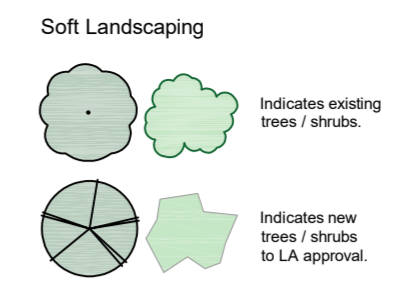 Soft Landscaping
Indicates existing
trees / shrubs.
Indicates new
trees / shrubs
to LA approval.